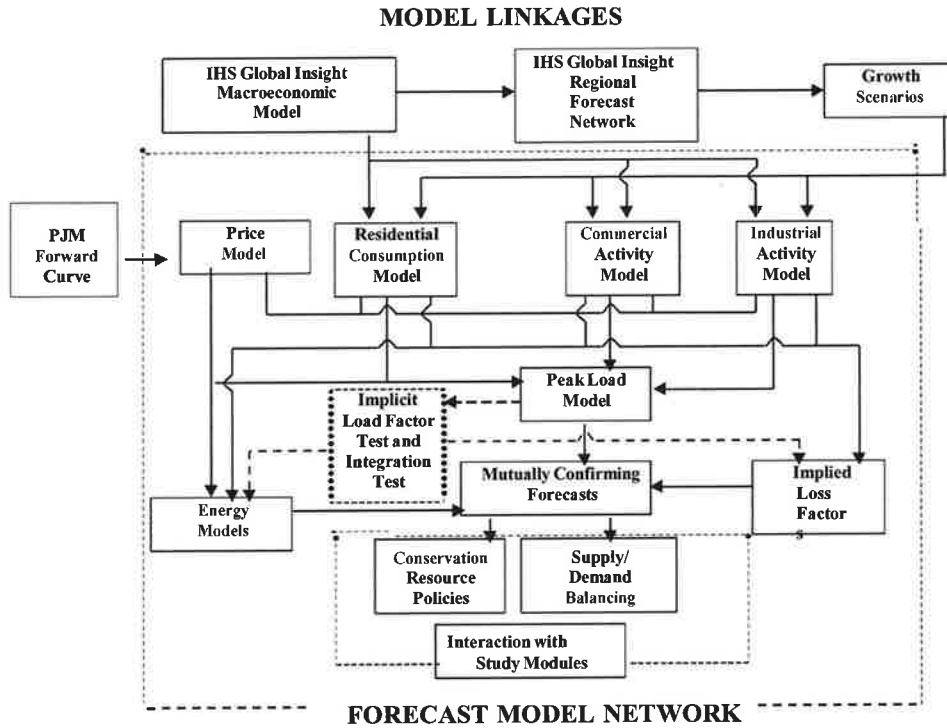 MODEL LINKAGES
IHS Global Insight
Macroeconomic
Model
IHS Global Insight
Regional
Forecast
Network
Growth
Scenarios
PJM
Forward
Curve
Price
Model
Residential
Consumption
Model
Commercial
Activity
Model
Industrial
Activity
Model
Peak Load
Model
Implicit
Load Factor
Test and
Integration
Test
Mutually Confirming
Forecasts
Implied
Loss
Factor
s
Energy
Models
Conservation
Resource
Policies
Supply/
Demand
Balancing
Interaction with
Study Modules
FORECAST MODEL NETWORK